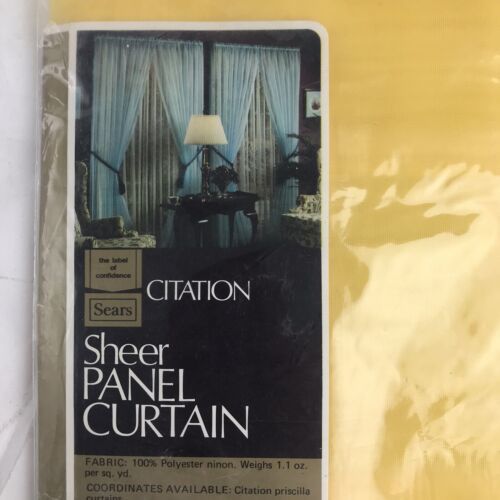 the label
of
confidence
Sears
CITATION
Sheer
PANEL
CURTAIN
FABRIC: 100% Polyester ninon. Weighs 1.1 oz.
per sq. yd.
COORDINATES AVAILABLE: Citation priscilla
curtains